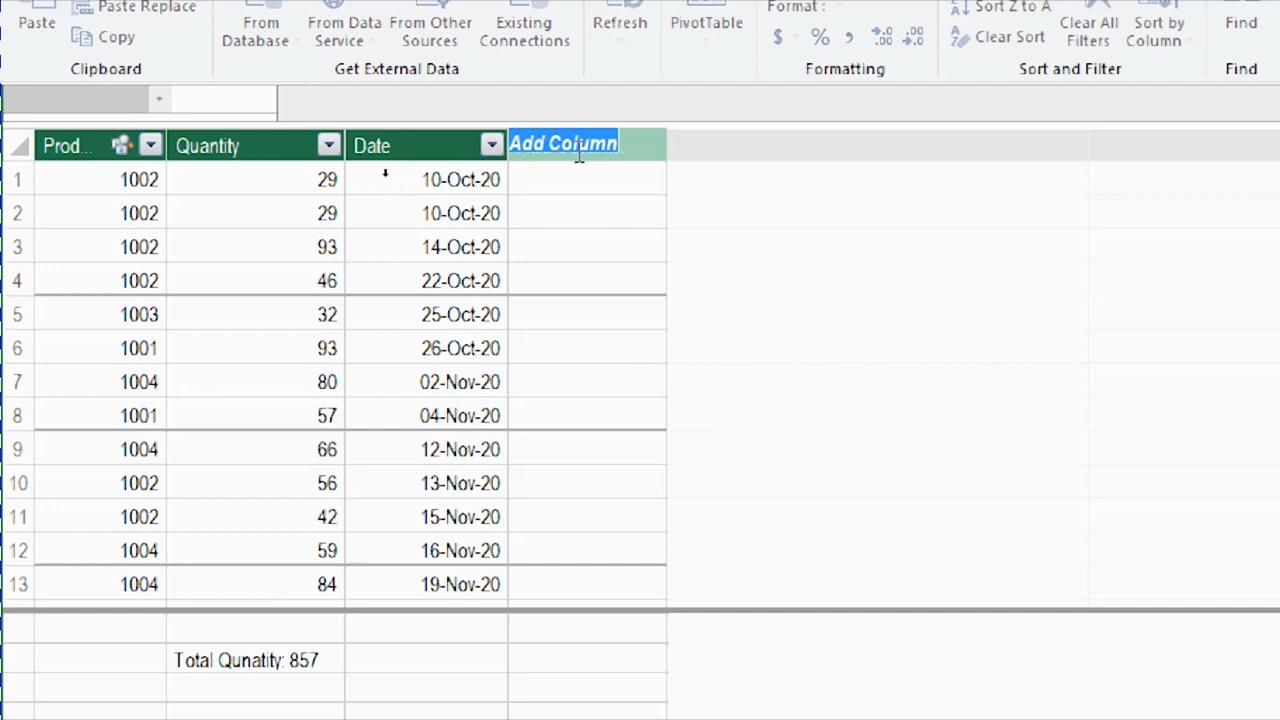 Paste
Paste Replace
Copy
Clipboard
From Database
From Data Service
From Other Sources
Existing Connections
Get External Data
Refresh
PivotTable
Format :
$ % ,
Formatting
Sort Z to A
Clear Sort
Clear All Filters
Sort by Column
Sort and Filter
Find
Find
Prod... Quantity Date Add Column
1 1002 29 10-Oct-20
2 1002 29 10-Oct-20
3 1002 93 14-Oct-20
4 1002 46 22-Oct-20
5 1003 32 25-Oct-20
6 1001 93 26-Oct-20
7 1004 80 02-Nov-20
8 1001 57 04-Nov-20
9 1004 66 12-Nov-20
10 1002 56 13-Nov-20
11 1002 42 15-Nov-20
12 1004 59 16-Nov-20
13 1004 84 19-Nov-20
Total Qunatity: 857